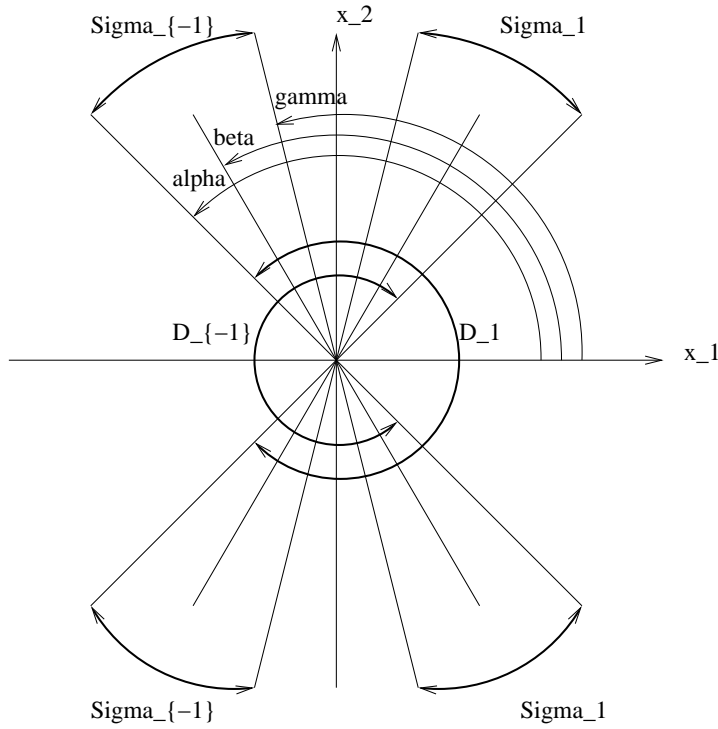 Sigma_{−1} x_2 Sigma_1
gamma
beta
alpha
D_{−1} D_1
x_1
Sigma_{−1} Sigma_1